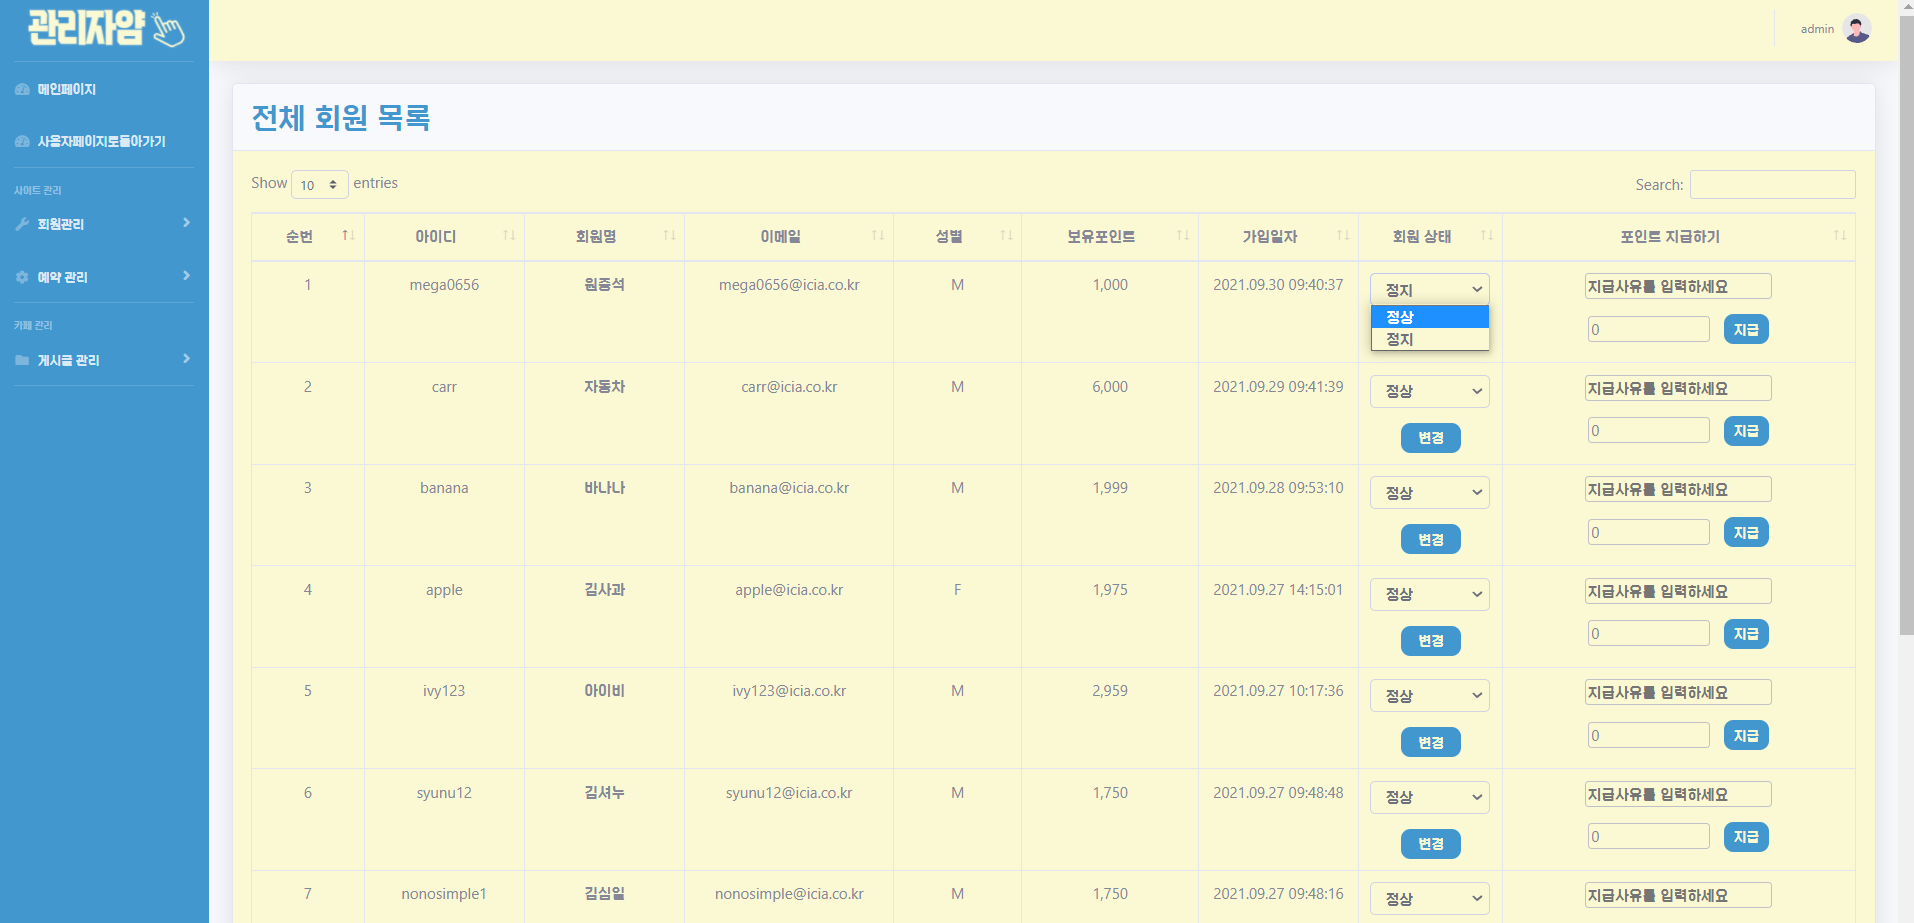 관리자얌
admin
메인페이지
사용자페이지로돌아가기
사이트 관리
회원관리
예약 관리
카페 관리
게시글 관리
전체 회원 목록
Show 10 entries
Search:
순번 아이디 회원명 이메일 성별 보유포인트 가입일자 회원 상태 포인트 지급하기
1 mega0656 원종석 mega0656@icia.co.kr M 1,000 2021.09.30 09:40:37 정지 지급사유를 입력하세요
정상
정지
0 지급
2 carr 자동차 carr@icia.co.kr M 6,000 2021.09.29 09:41:39 정상 지급사유를 입력하세요
변경 0 지급
3 banana 바나나 banana@icia.co.kr M 1,999 2021.09.28 09:53:10 정상 지급사유를 입력하세요
변경 0 지급
4 apple 김사과 apple@icia.co.kr F 1,975 2021.09.27 14:15:01 정상 지급사유를 입력하세요
변경 0 지급
5 ivy123 아이비 ivy123@icia.co.kr M 2,959 2021.09.27 10:17:36 정상 지급사유를 입력하세요
변경 0 지급
6 syunu12 김셔누 syunu12@icia.co.kr M 1,750 2021.09.27 09:48:48 정상 지급사유를 입력하세요
변경 0 지급
7 nonosimple1 김심일 nonosimple@icia.co.kr M 1,750 2021.09.27 09:48:16 정상 지급사유를 입력하세요